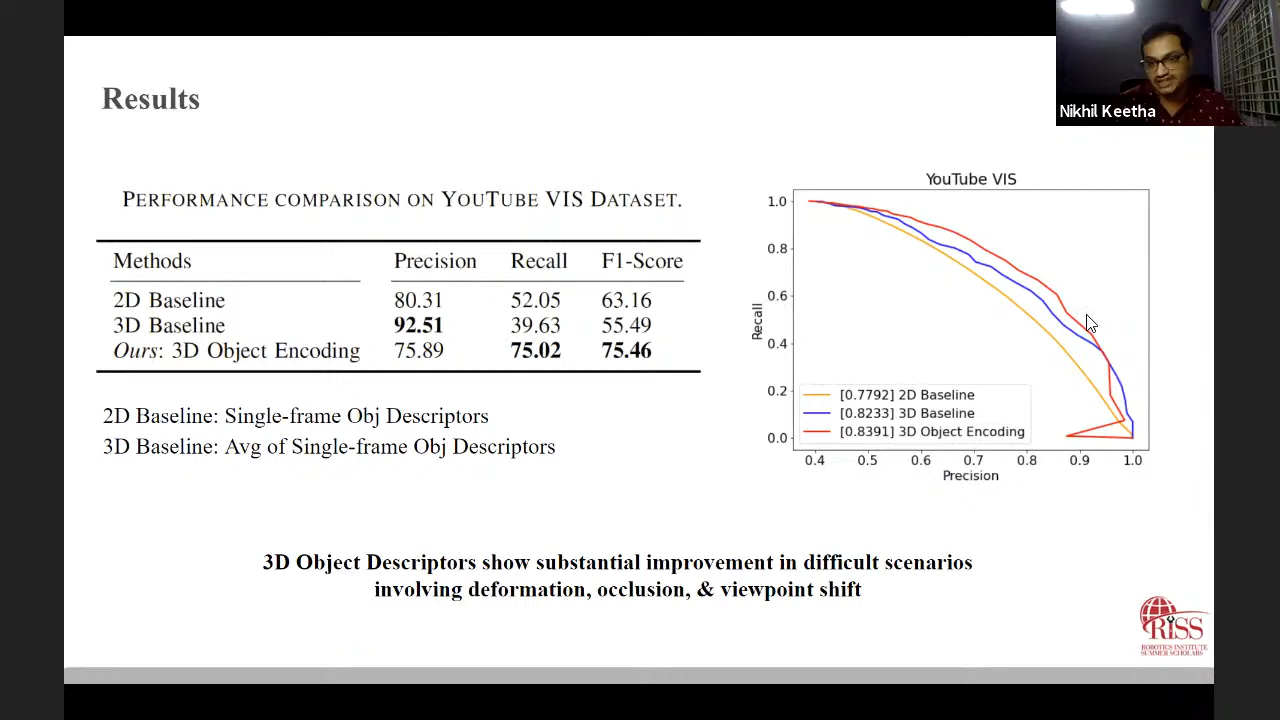 Results
Nikhil Keetha
PERFORMANCE COMPARISON ON YOUTUBE VIS DATASET.
Methods Precision Recall F1-Score
2D Baseline 80.31 52.05 63.16
3D Baseline 92.51 39.63 55.49
Ours: 3D Object Encoding 75.89 75.02 75.46
2D Baseline: Single-frame Obj Descriptors
3D Baseline: Avg of Single-frame Obj Descriptors
YouTube VIS
Recall
1.0
0.8
0.6
0.4
0.2
0.0
[0.7792] 2D Baseline
[0.8233] 3D Baseline
[0.8391] 3D Object Encoding
0.4 0.5 0.6 0.7 0.8 0.9 1.0
Precision
3D Object Descriptors show substantial improvement in difficult scenarios
involving deformation, occlusion, & viewpoint shift
RISS
ROBOTICS INSTITUTE
SUMMER SCHOLARS